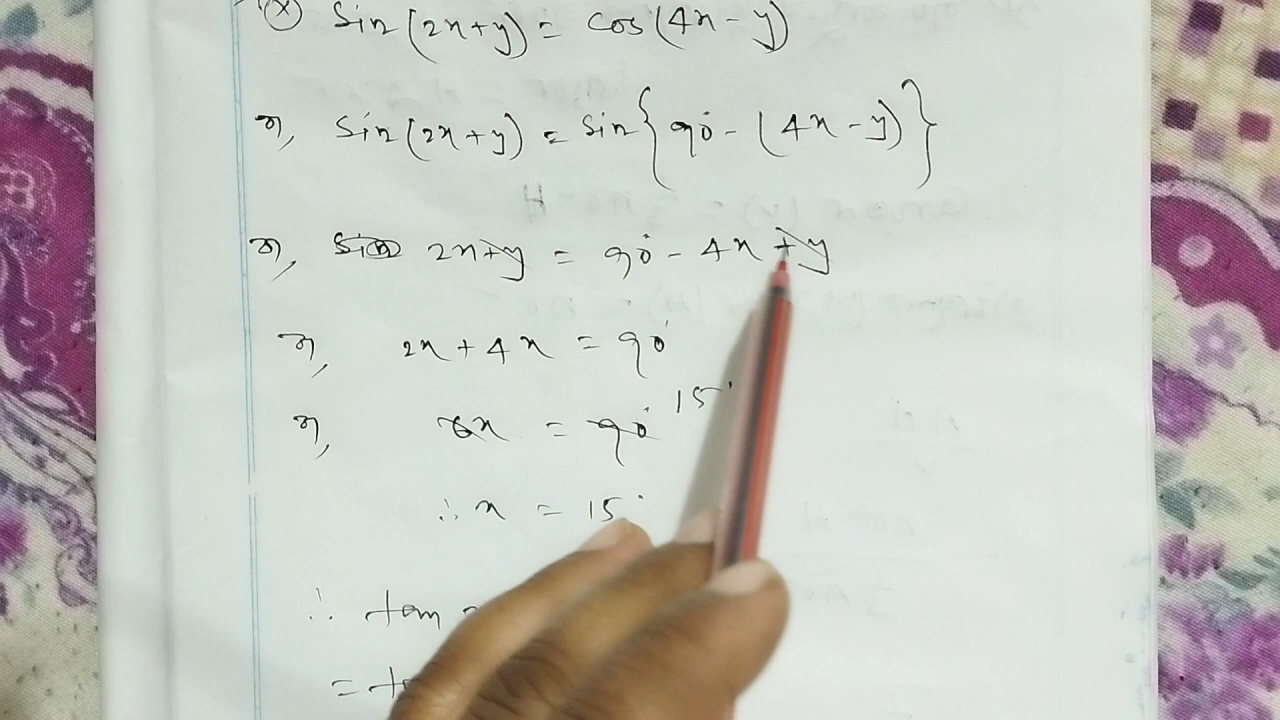 (x) Sin(2x+y) = cos(4x-y)
বা, Sin(2x+y) = Sin{90° - (4x-y)}
বা, 2x+y = 90° - 4x + y
বা, 2x + 4x = 90°
বা, 6x = 90° 15°
∴ x = 15°
∴ tan
=